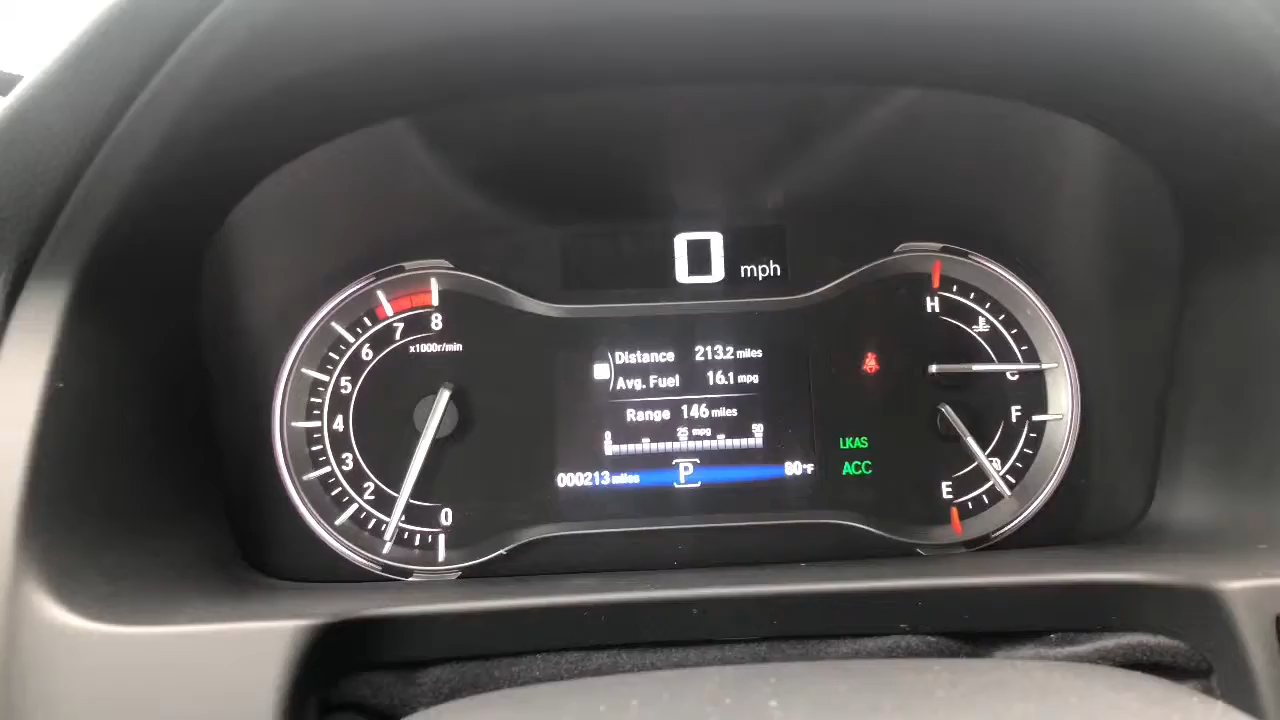 0 mph
8
7
6
5
4
3
2
0
x1000r/min
Distance 213.2 miles
Avg. Fuel 16.1 mpg
Range 146 miles
0 25 mpg 50
000213 miles P 80°F
LKAS
ACC
H
C
F
E